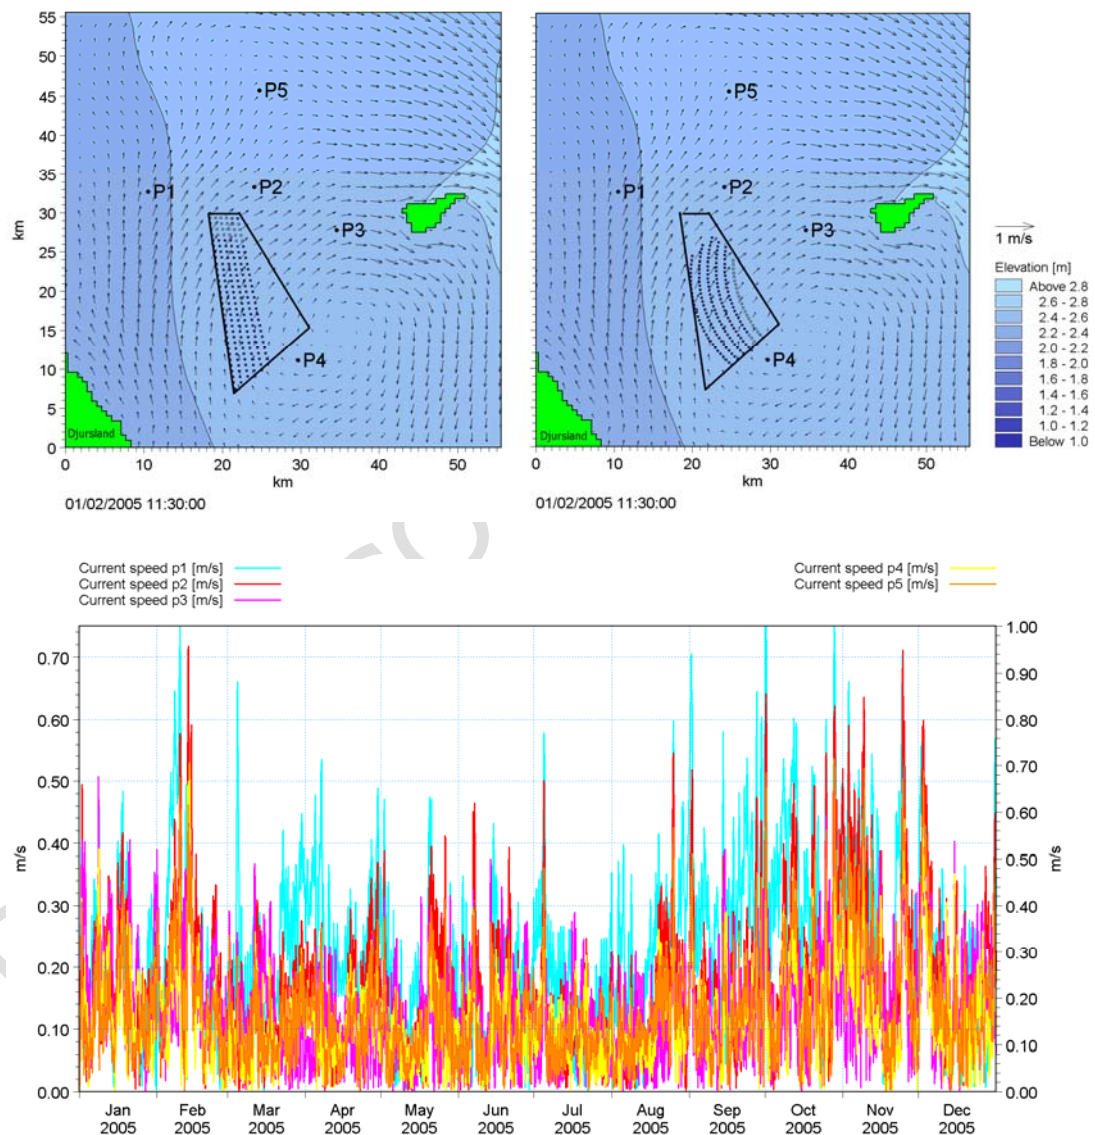 55
50
45
40
35
30
25
20
15
10
5
0
km
P5
P1
P2
P3
P4
Djursland
0 10 20 30 40 50
km
01/02/2005 11:30:00
P5
P1
P2
P3
P4
Djursland
0 10 20 30 40 50
km
01/02/2005 11:30:00
1 m/s
Elevation [m]
Above 2.8
2.6 - 2.8
2.4 - 2.6
2.2 - 2.4
2.0 - 2.2
1.8 - 2.0
1.6 - 1.8
1.4 - 1.6
1.2 - 1.4
1.0 - 1.2
Below 1.0
Current speed p1 [m/s]
Current speed p2 [m/s]
Current speed p3 [m/s]
Current speed p4 [m/s]
Current speed p5 [m/s]
0.70
0.60
0.50
0.40
0.30
0.20
0.10
0.00
m/s
1.00
0.90
0.80
0.70
0.60
0.50
0.40
0.30
0.20
0.10
0.00
m/s
Jan Feb Mar Apr May Jun Jul Aug Sep Oct Nov Dec
2005 2005 2005 2005 2005 2005 2005 2005 2005 2005 2005 2005